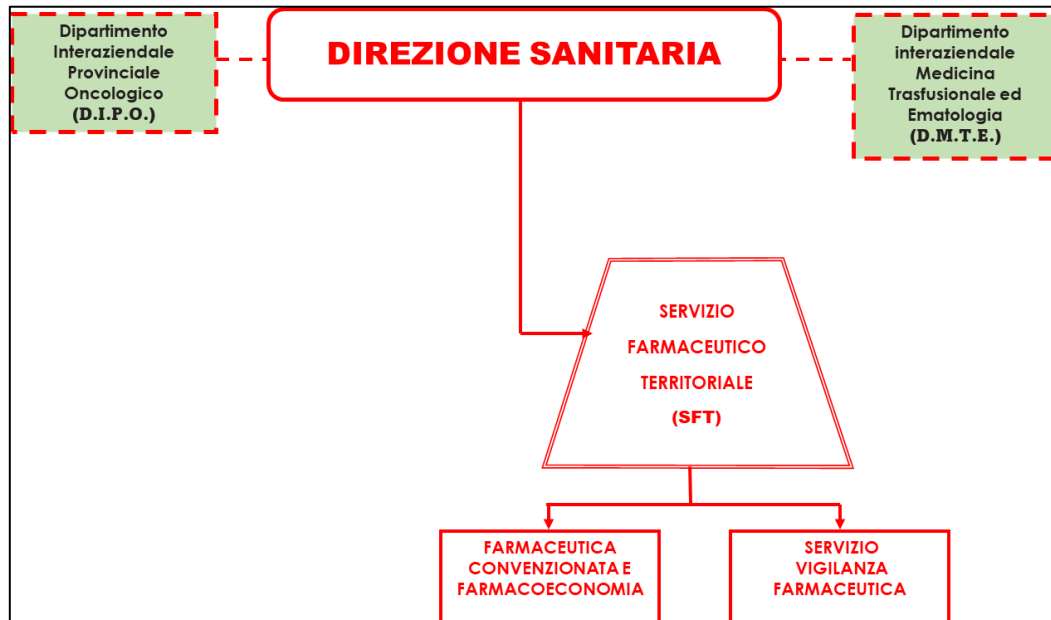 Dipartimento
Interaziendale
Provinciale
Oncologico
(D.I.P.O.)
DIREZIONE SANITARIA
Dipartimento
interaziendale
Medicina
Trasfusionale ed
Ematologia
(D.M.T.E.)
SERVIZIO
FARMACEUTICO
TERRITORIALE
(SFT)
FARMACEUTICA
CONVENZIONATA E
FARMACOECONOMIA
SERVIZIO
VIGILANZA
FARMACEUTICA